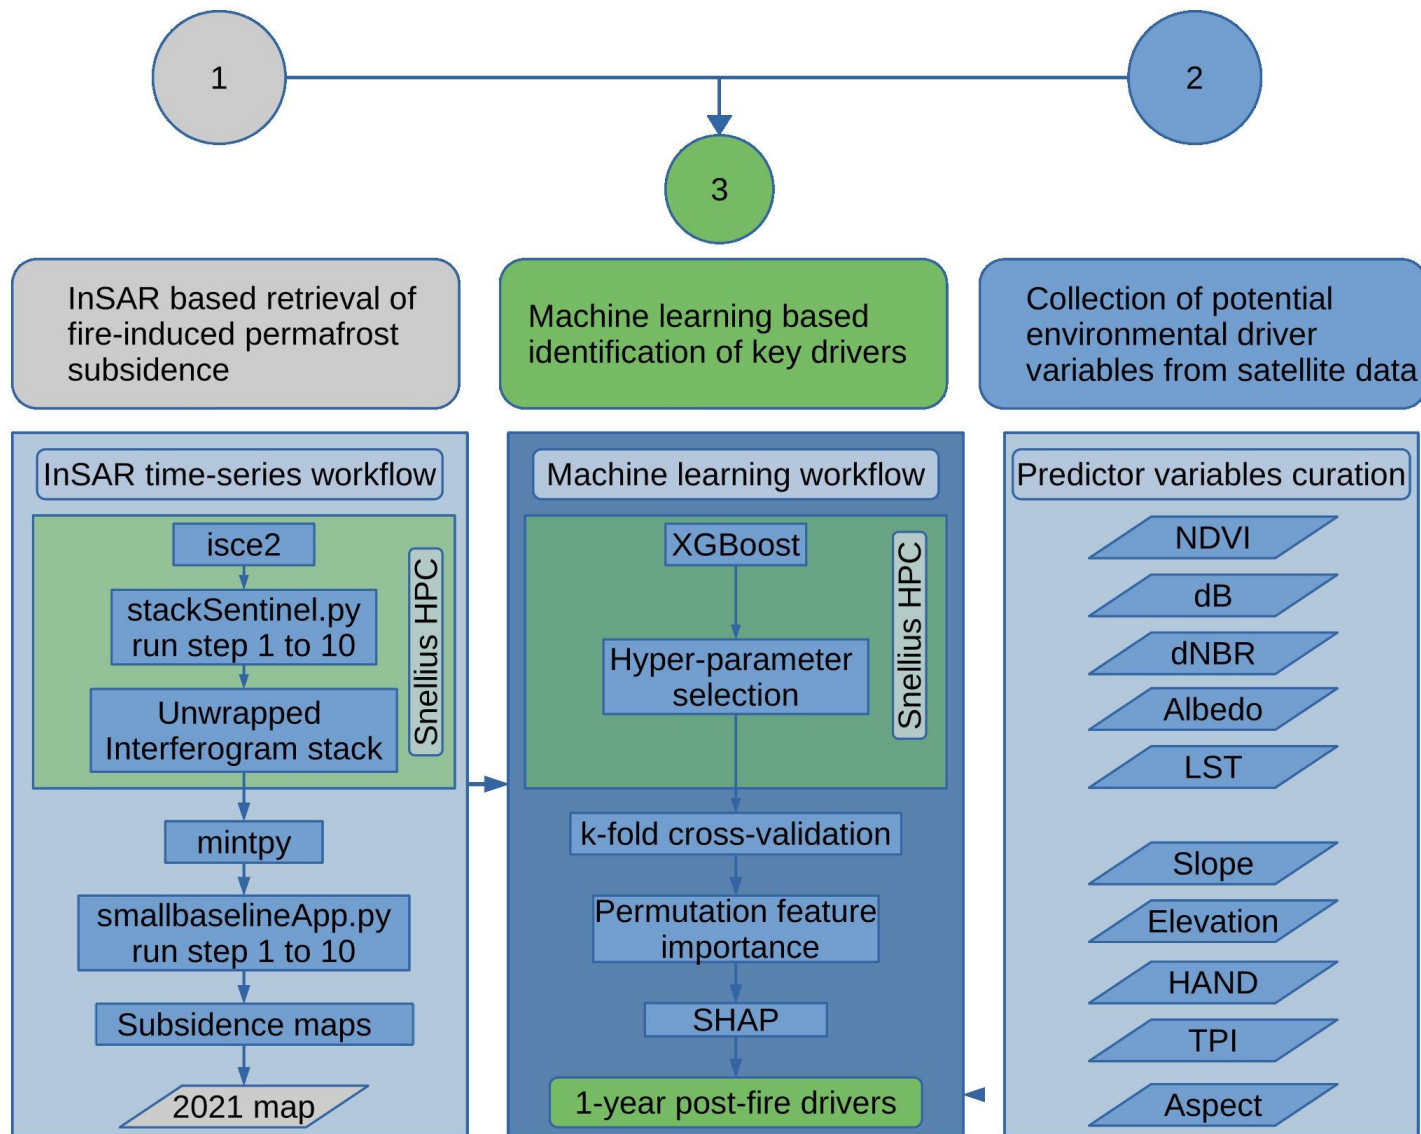 1
2
3
InSAR based retrieval of
fire-induced permafrost
subsidence
Machine learning based
identification of key drivers
Collection of potential
environmental driver
variables from satellite data
InSAR time-series workflow
isce2
stackSentinel.py
run step 1 to 10
Unwrapped
Interferogram stack
Snellius HPC
mintpy
smallbaselineApp.py
run step 1 to 10
Subsidence maps
2021 map
Machine learning workflow
XGBoost
Hyper-parameter
selection
Snellius HPC
k-fold cross-validation
Permutation feature
importance
SHAP
1-year post-fire drivers
Predictor variables curation
NDVI
dB
dNBR
Albedo
LST
Slope
Elevation
HAND
TPI
Aspect